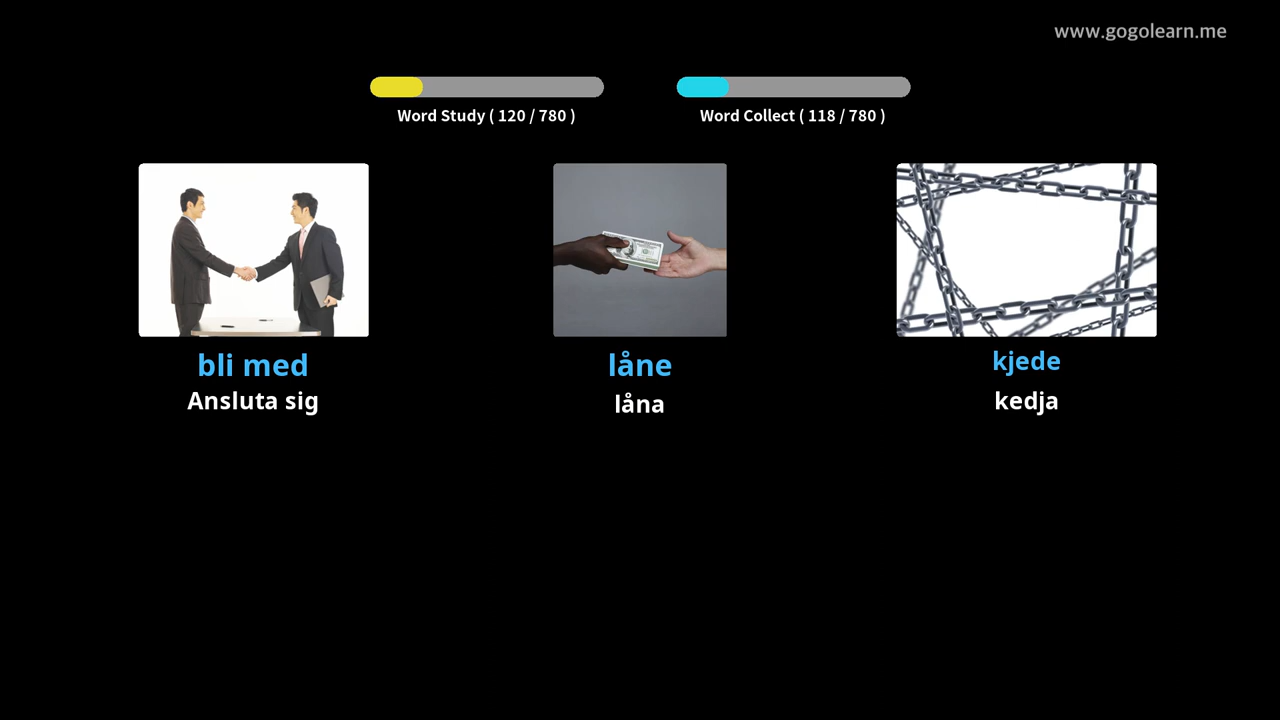 www.gogolearn.me
Word Study ( 120 / 780 )
Word Collect ( 118 / 780 )
bli med
låne
kjede
Ansluta sig
låna
kedja